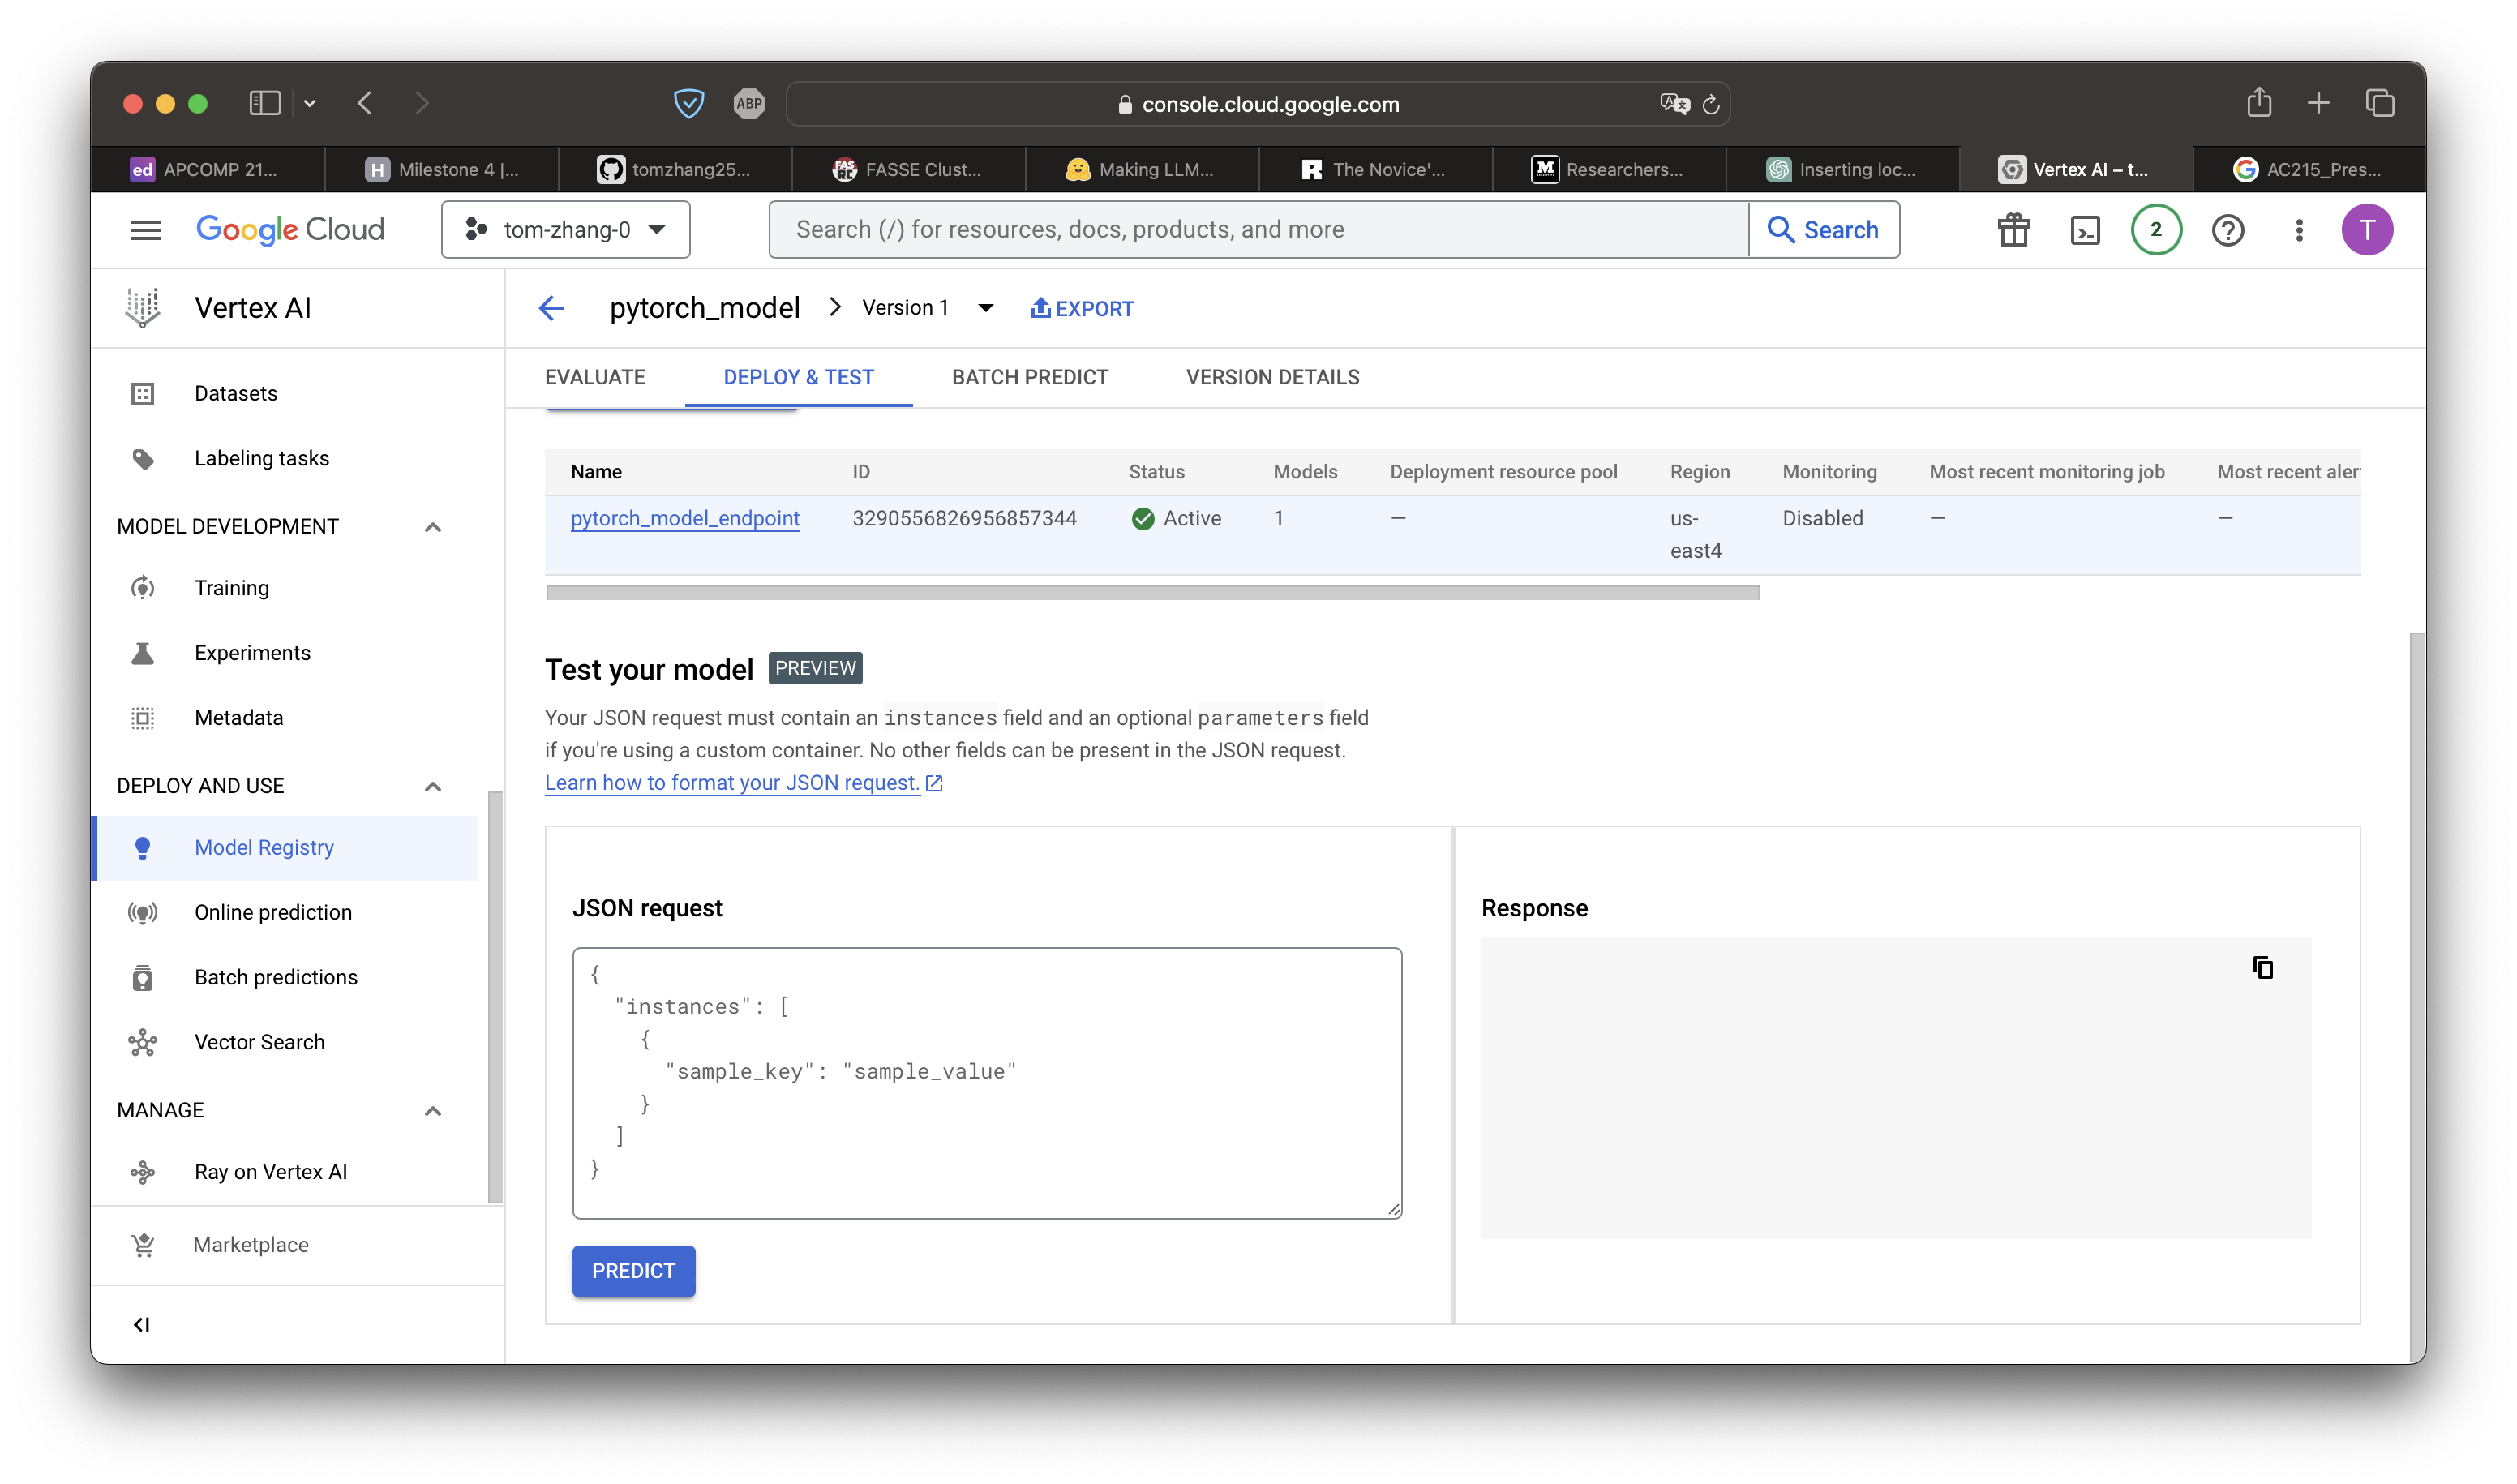 ABP
console.cloud.google.com
ed APCOMP 21...
H Milestone 4 |...
tomzhang25...
FAS RC FASSE Clust...
Making LLM...
R The Novice'...
M Researchers...
Inserting loc...
Vertex AI – t...
G AC215_Pres...
Google Cloud
tom-zhang-0
Search (/) for resources, docs, products, and more
Search
2
T
Vertex AI
pytorch_model
Version 1
EXPORT
Datasets
Labeling tasks
MODEL DEVELOPMENT
Training
Experiments
Metadata
DEPLOY AND USE
Model Registry
Online prediction
Batch predictions
Vector Search
MANAGE
Ray on Vertex AI
Marketplace
EVALUATE
DEPLOY & TEST
BATCH PREDICT
VERSION DETAILS
Name ID Status Models Deployment resource pool Region Monitoring Most recent monitoring job Most recent aler
pytorch_model_endpoint 3290556826956857344 Active 1 — us- Disabled — —
east4
Test your model PREVIEW
Your JSON request must contain an instances field and an optional parameters field
if you're using a custom container. No other fields can be present in the JSON request.
Learn how to format your JSON request.
JSON request
{
"instances": [
{
"sample_key": "sample_value"
}
]
}
PREDICT
Response